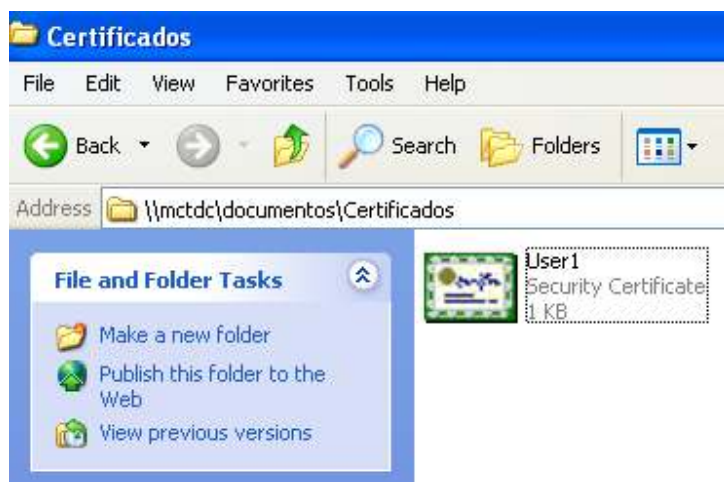 Certificados
File Edit View Favorites Tools Help
Back Search Folders
Address \\mctdc\documentos\Certificados
File and Folder Tasks
Make a new folder
Publish this folder to the
Web
View previous versions
User1
Security Certificate
1 KB